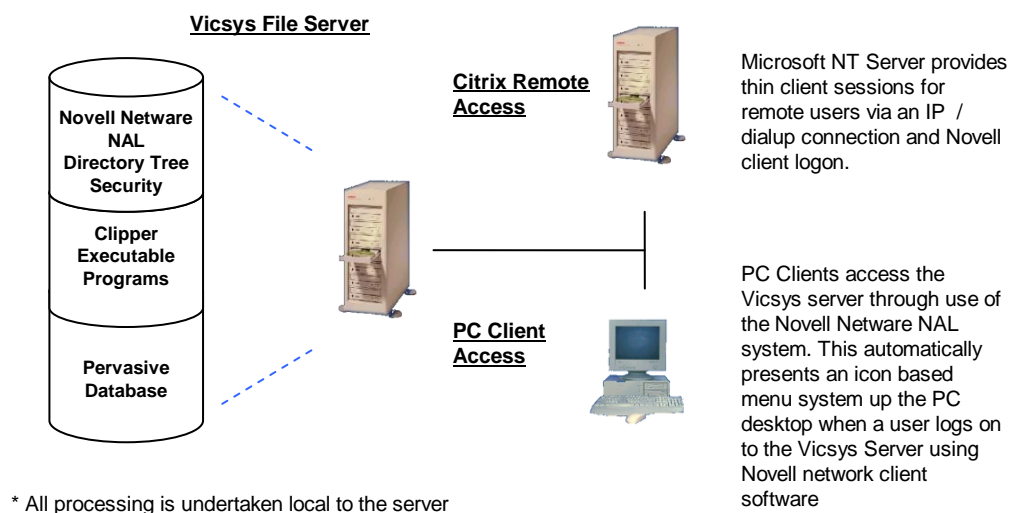 Vicsys File Server
Novell Netware
NAL
Directory Tree
Security
Clipper
Executable
Programs
Pervasive
Database
Citrix Remote
Access
Microsoft NT Server provides
thin client sessions for
remote users via an IP /
dialup connection and Novell
client logon.
PC Client
Access
PC Clients access the
Vicsys server through use of
the Novell Netware NAL
system. This automatically
presents an icon based
menu system up the PC
desktop when a user logs on
to the Vicsys Server using
Novell network client
software
* All processing is undertaken local to the server